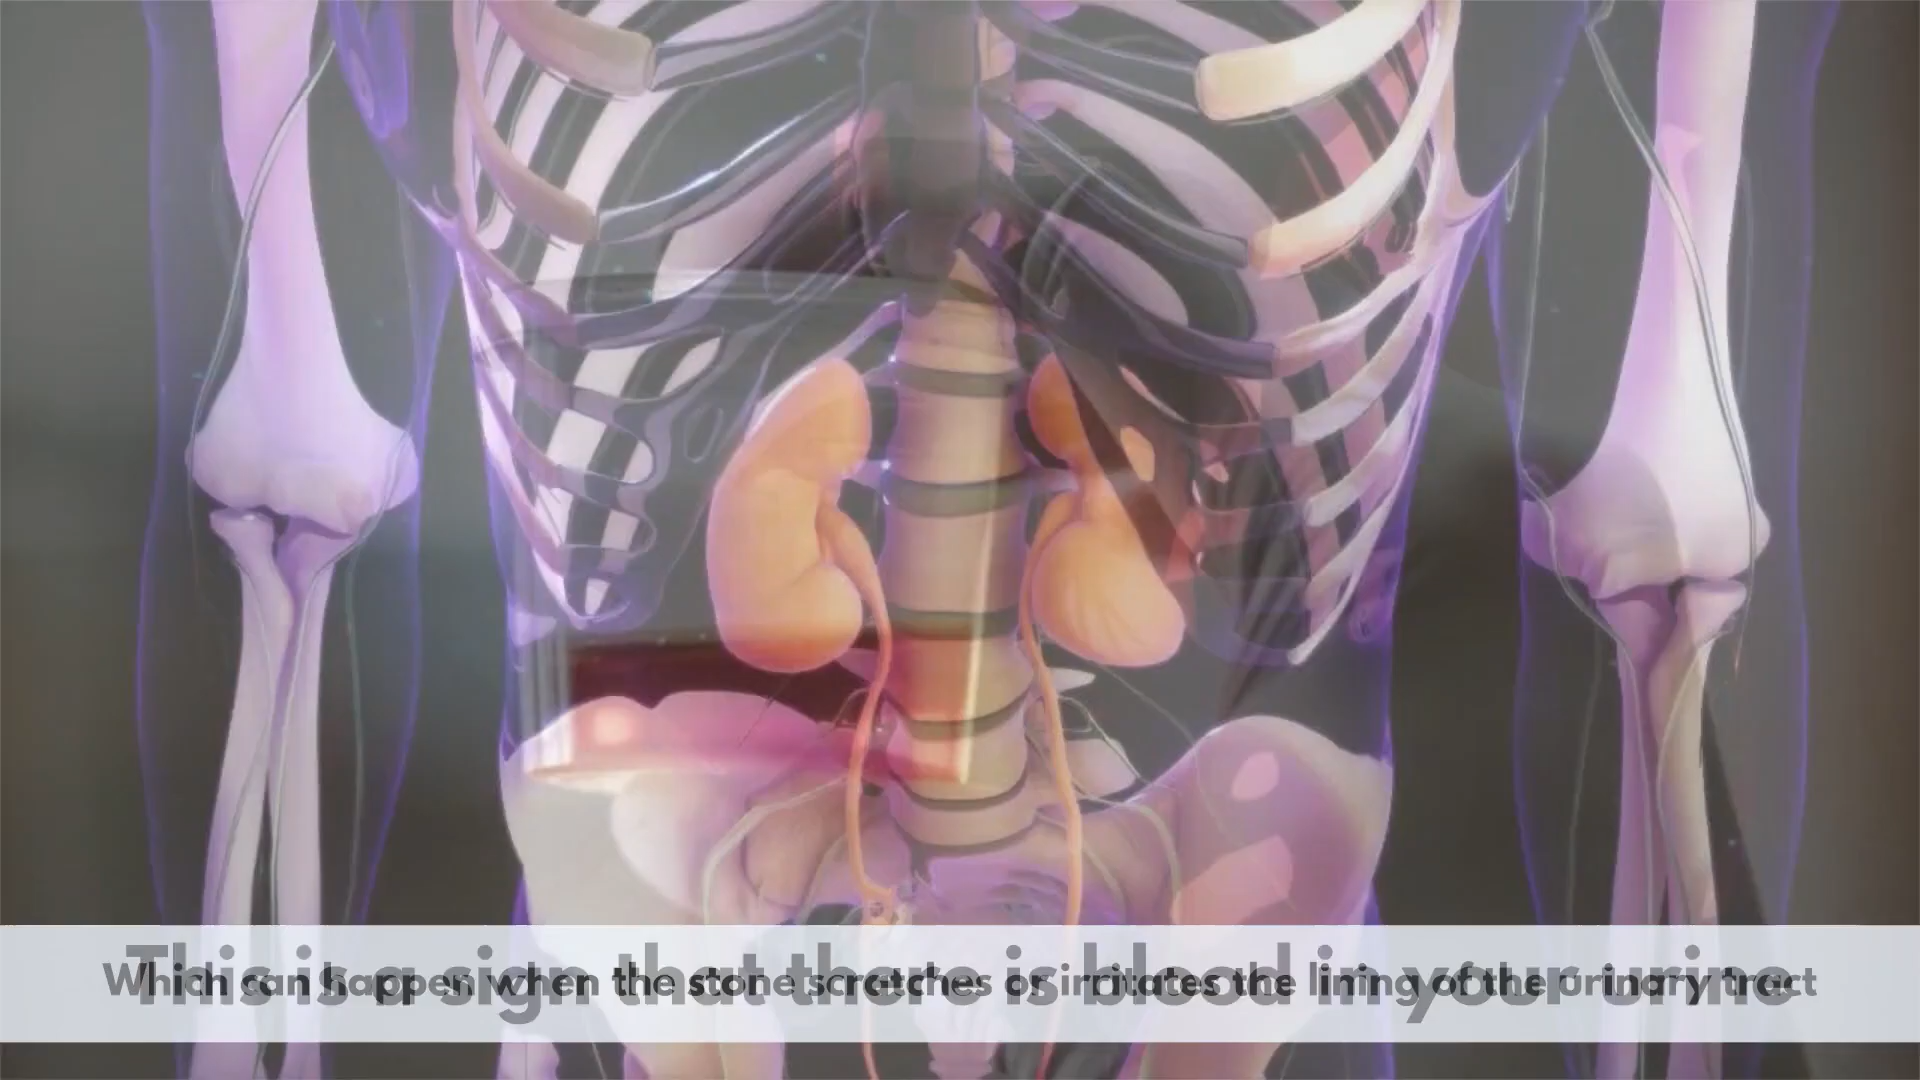 This is a sign that there is blood in your urine
Which can happen when the stone scratches or irritates the lining of the urinary tract